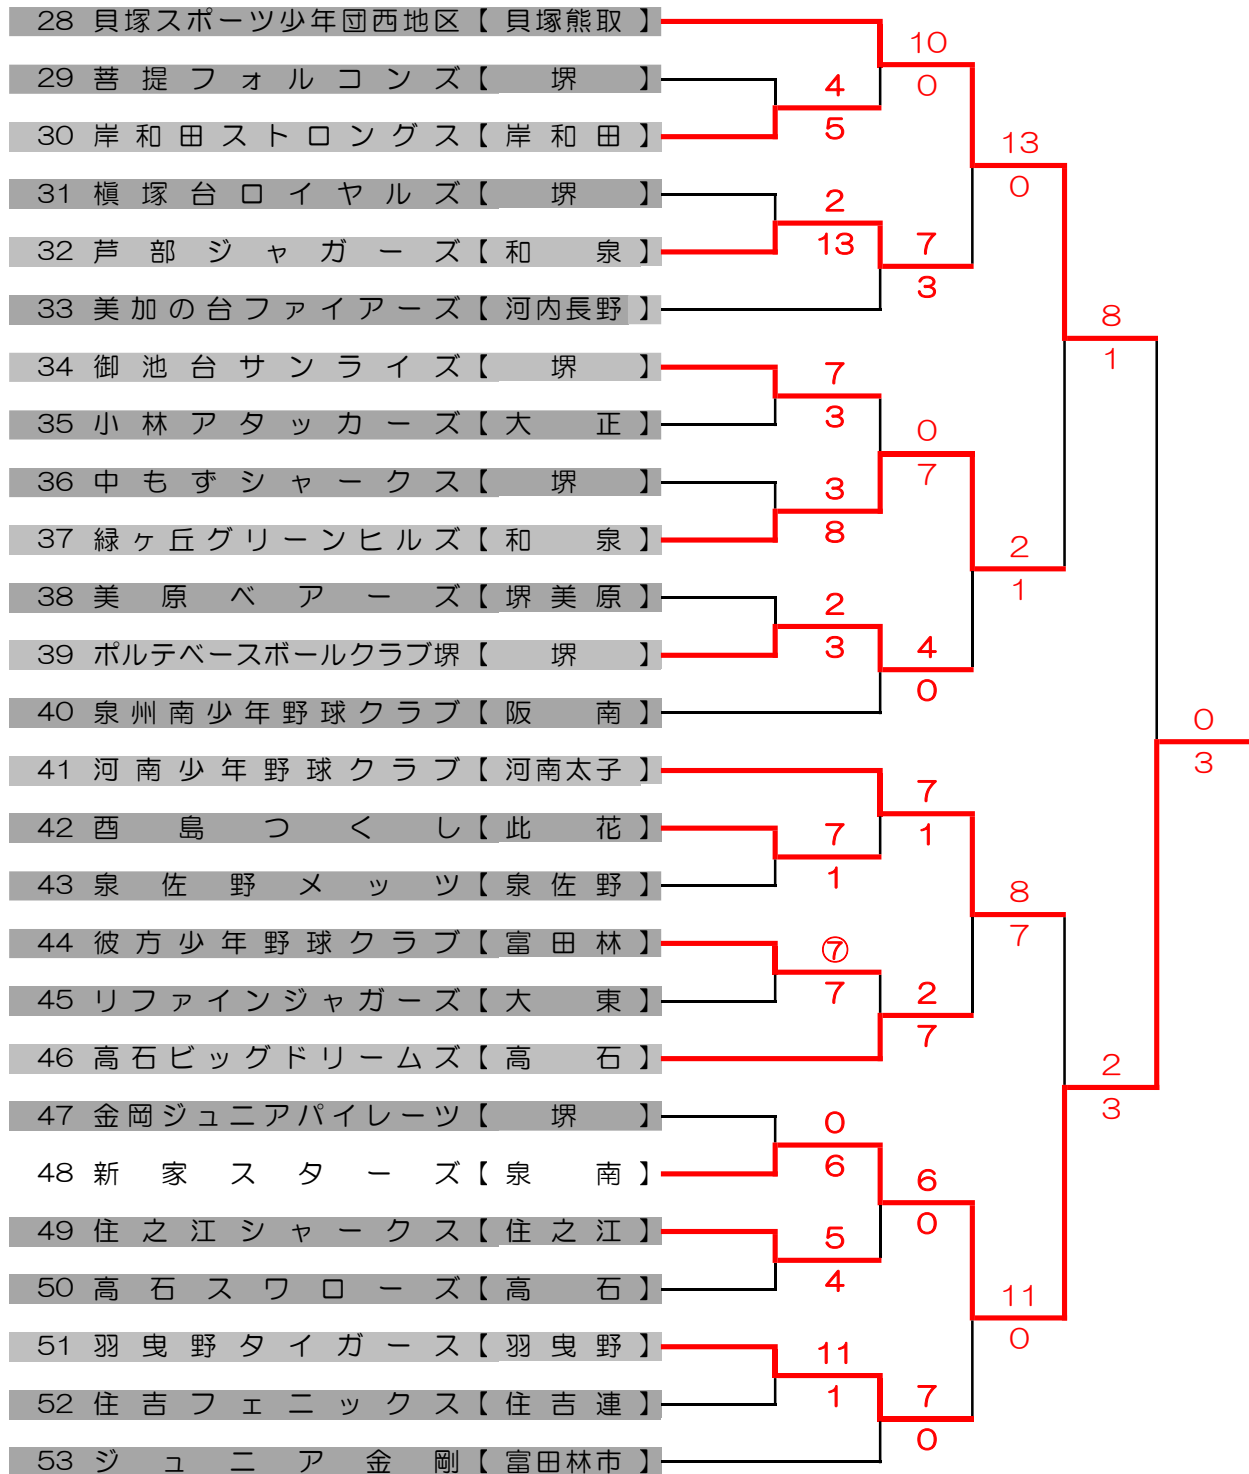 28 貝塚スポーツ少年団西地区【 貝塚熊取 】
29 菩提フォルコンズ【 堺 】
30 岸和田ストロングス【 岸和田 】
31 槇塚台ロイヤルズ【 堺 】
32 芦部ジャガーズ【 和泉 】
33 美加の台ファイアーズ【 河内長野 】
34 御池台サンライズ【 堺 】
35 小林アタッカーズ【 大正 】
36 中もずシャークス【 堺 】
37 緑ヶ丘グリーンヒルズ【 和泉 】
38 美原ベアーズ【 堺美原 】
39 ポルテベースボールクラブ堺【 堺 】
40 泉州南少年野球クラブ【 阪南 】
41 河南少年野球クラブ【 河南太子 】
42 酉島つくし【 此花 】
43 泉佐野メッツ【 泉佐野 】
44 彼方少年野球クラブ【 富田林 】
45 リファインジャガーズ【 大東 】
46 高石ビッグドリームズ【 高石 】
47 金岡ジュニアパイレーツ【 堺 】
48 新家スターズ【 泉南 】
49 住之江シャークス【 住之江 】
50 高石スワローズ【 高石 】
51 羽曳野タイガース【 羽曳野 】
52 住吉フェニックス【 住吉連 】
53 ジュニア金剛【 富田林市 】
4
5
2
13
7
3
3
8
2
3
7
1
⑦
7
0
6
5
4
11
1
10
0
7
3
0
7
4
0
7
1
2
7
6
0
7
0
13
0
2
1
8
7
11
0
8
1
2
3
0
3